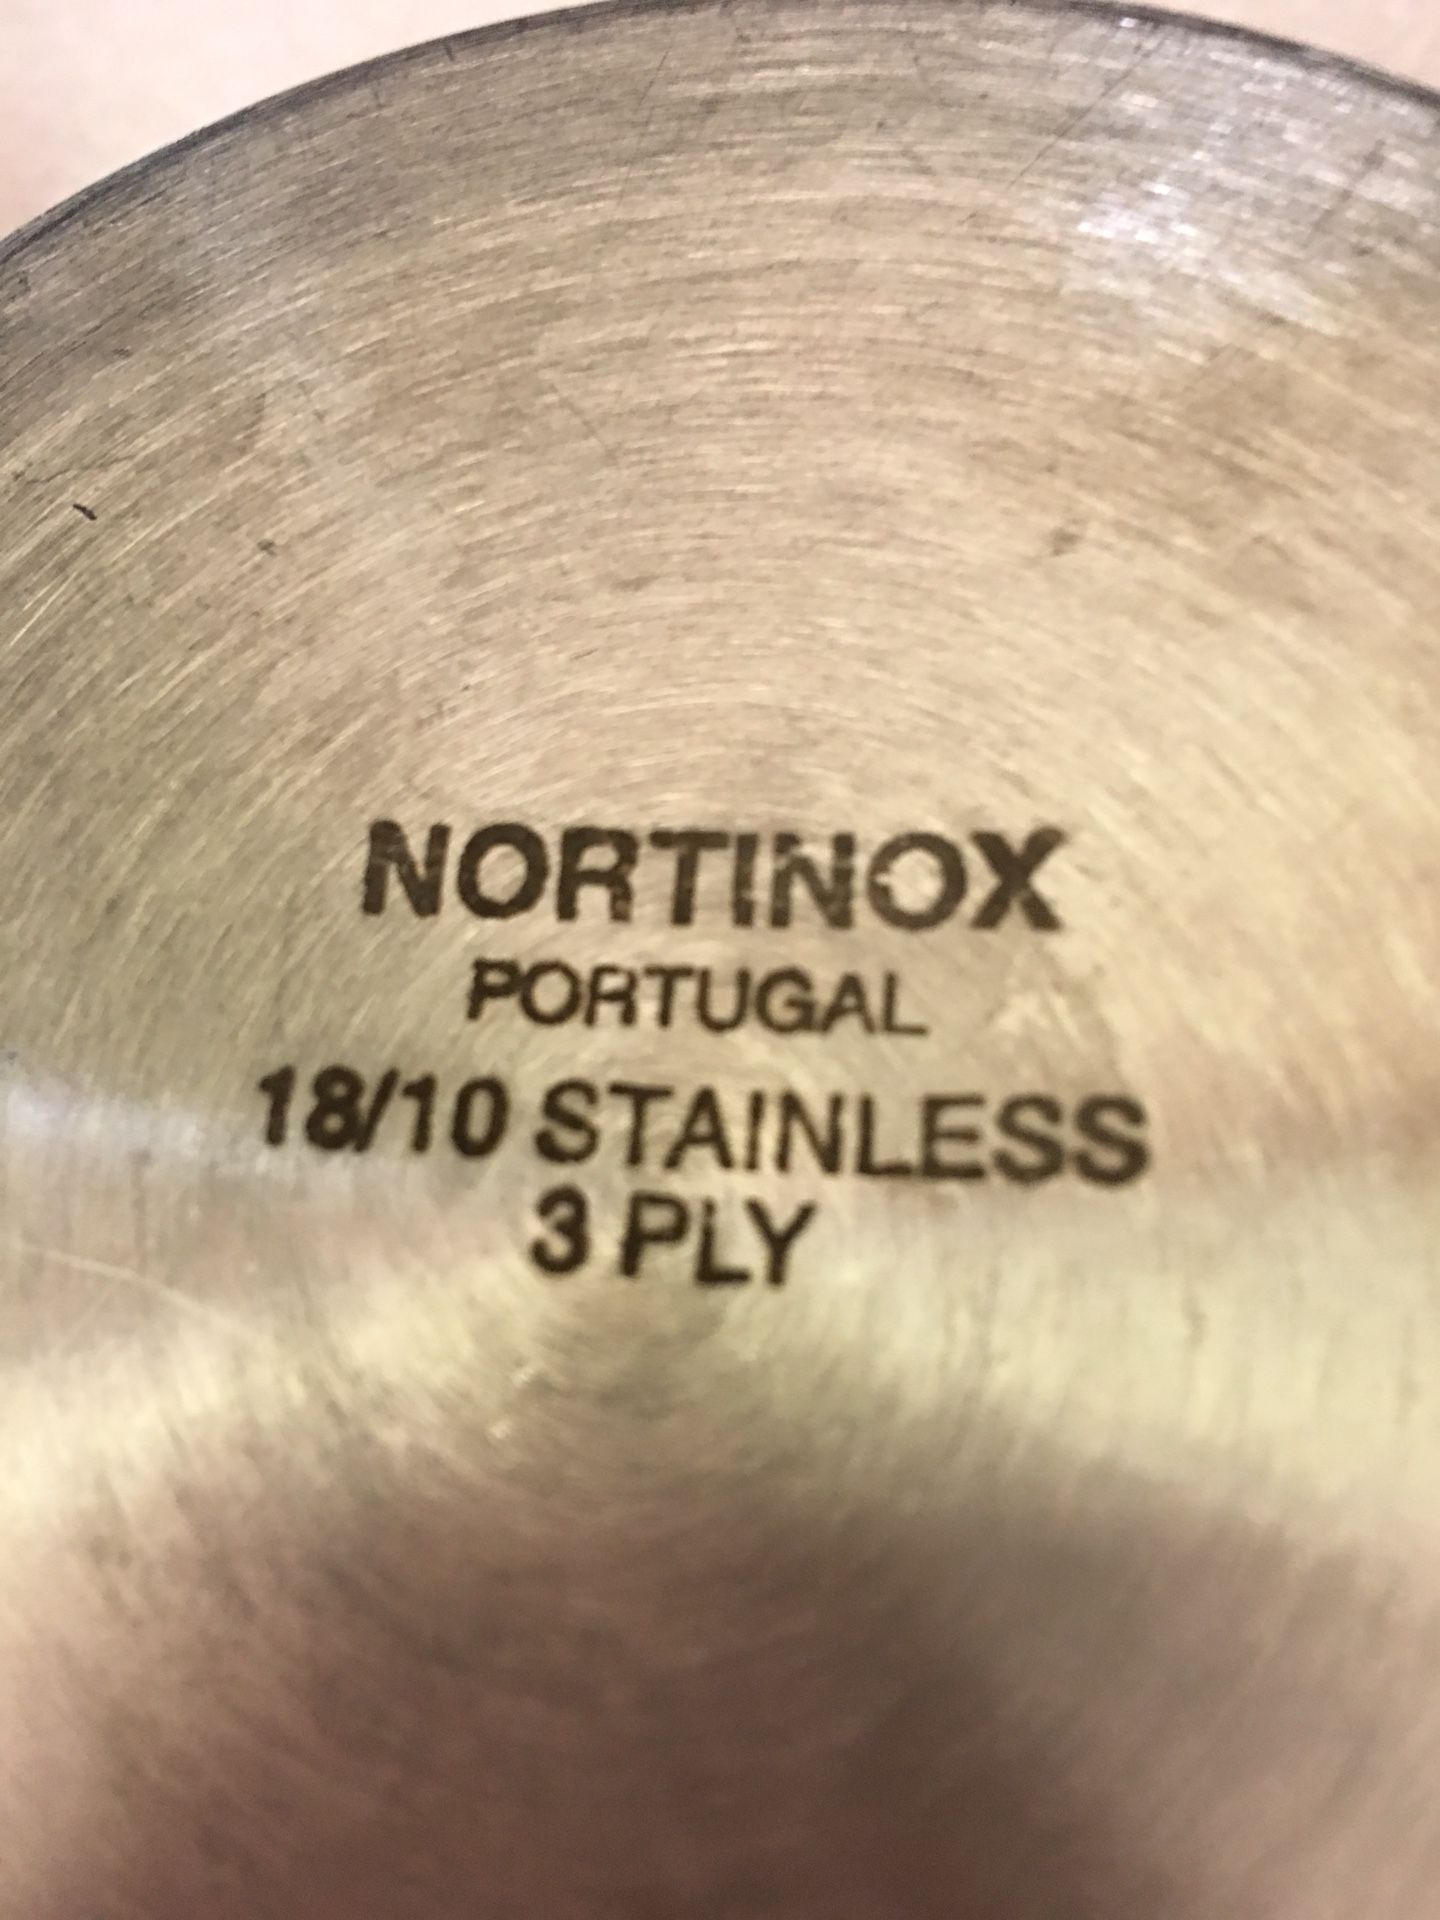 NORTINOX
PORTUGAL
18/10 STAINLESS
3 PLY